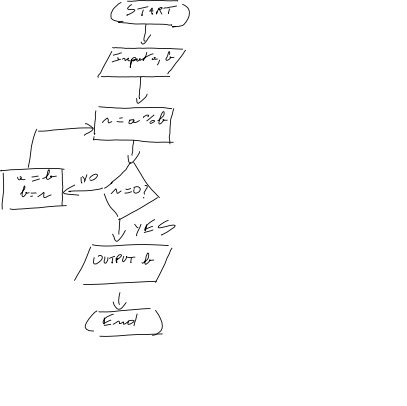 START
Input a, b
r = a % b
r = 0?
NO
a = b
b = r
YES
OUTPUT b
End